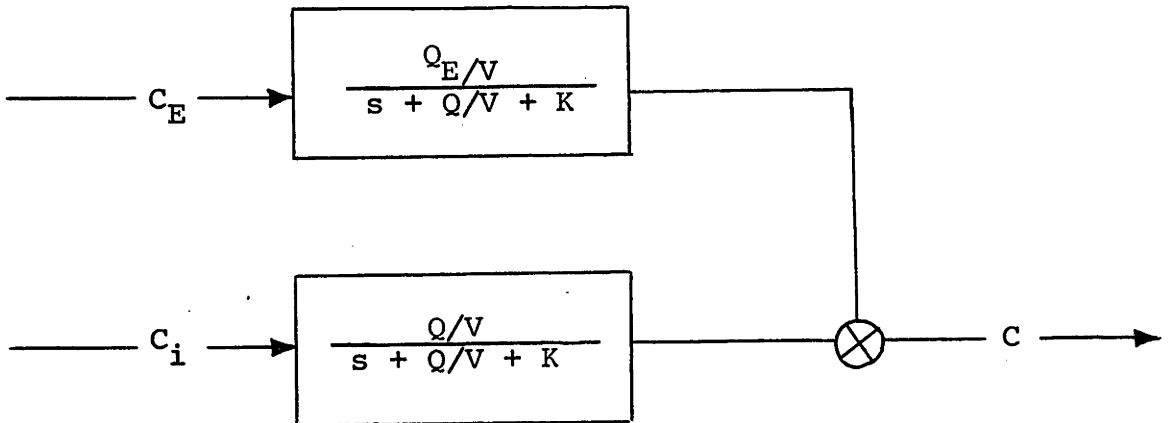 C_E
Q_E/V
s + Q/V + K
C_i
Q/V
s + Q/V + K
C